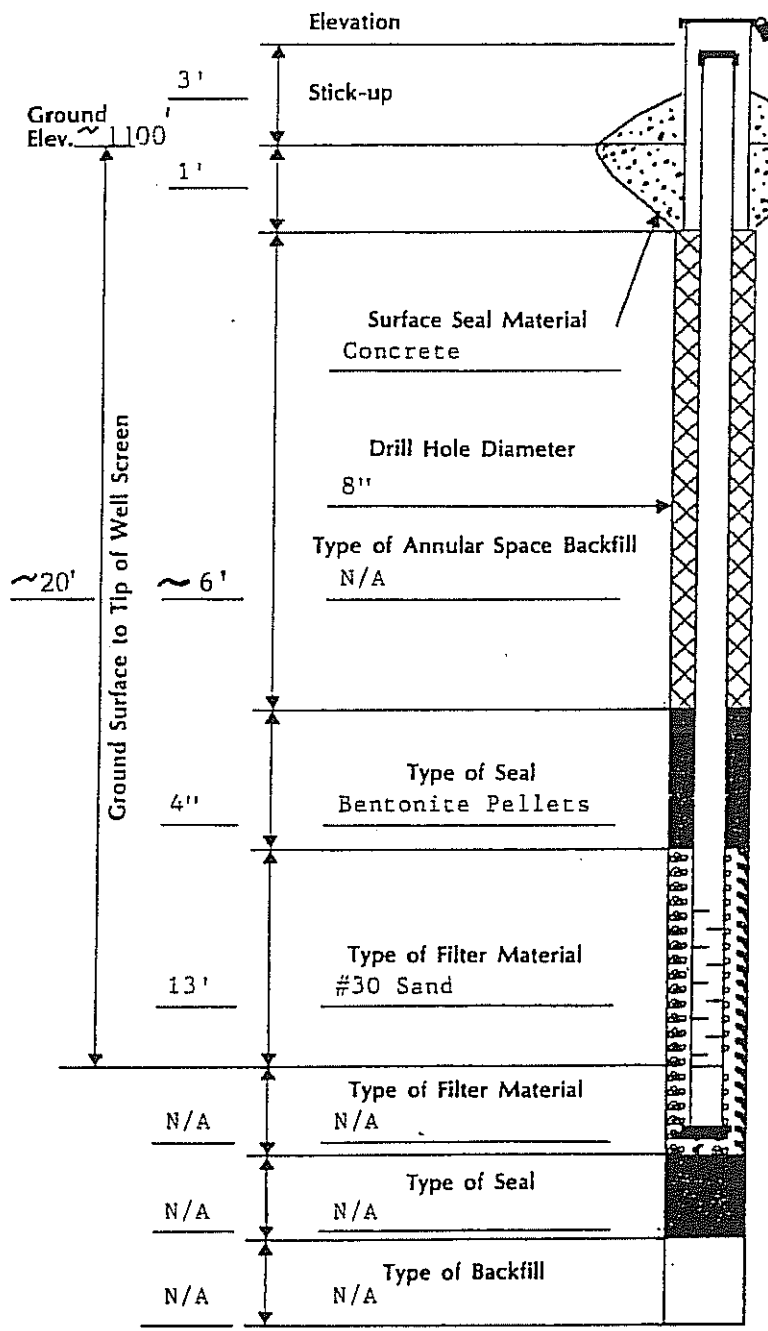 Elevation
3'
Stick-up
Ground
Elev. ~1100'
1'
Surface Seal Material
Concrete
Drill Hole Diameter
8"
Type of Annular Space Backfill
~20'
~ 6'
N/A
Ground Surface to Tip of Well Screen
Type of Seal
4"
Bentonite Pellets
Type of Filter Material
13'
#30 Sand
Type of Filter Material
N/A
N/A
Type of Seal
N/A
N/A
Type of Backfill
N/A
N/A